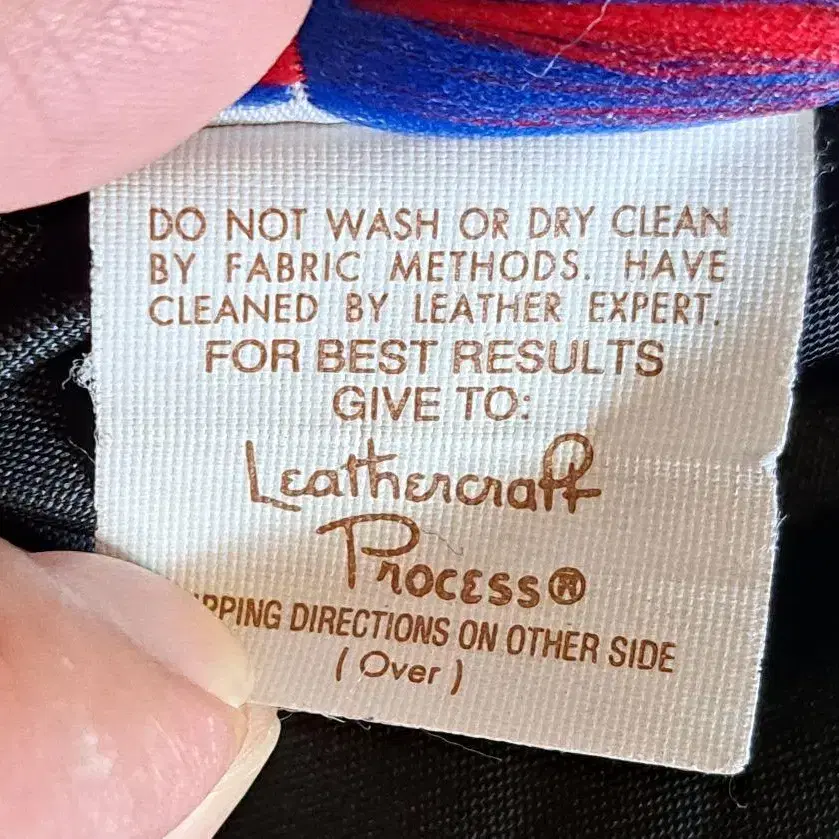 DO NOT WASH OR DRY CLEAN
BY FABRIC METHODS. HAVE
CLEANED BY LEATHER EXPERT.
FOR BEST RESULTS
GIVE TO:
Leathercraft
Process®
DIRECTIONS ON OTHER SIDE
( Over )